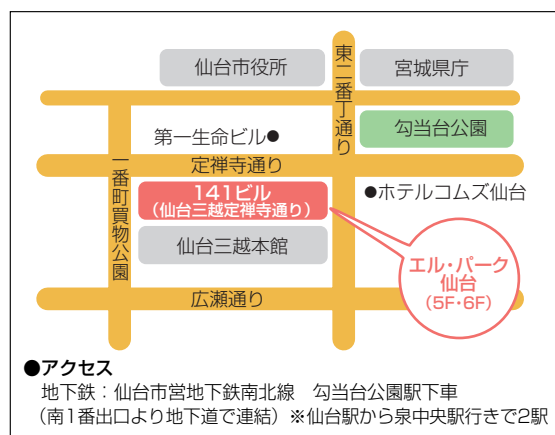 仙台市役所
東二番丁通り
宮城県庁
勾当台公園
第一生命ビル●
定禅寺通り
一番町買物公園
141ビル
(仙台三越定禅寺通り)
●ホテルコムズ仙台
仙台三越本館
エル・パーク
仙台
(5F・6F)
広瀬通り
●アクセス
地下鉄：仙台市営地下鉄南北線　勾当台公園駅下車
(南1番出口より地下道で連結) ※仙台駅から泉中央駅行きで2駅